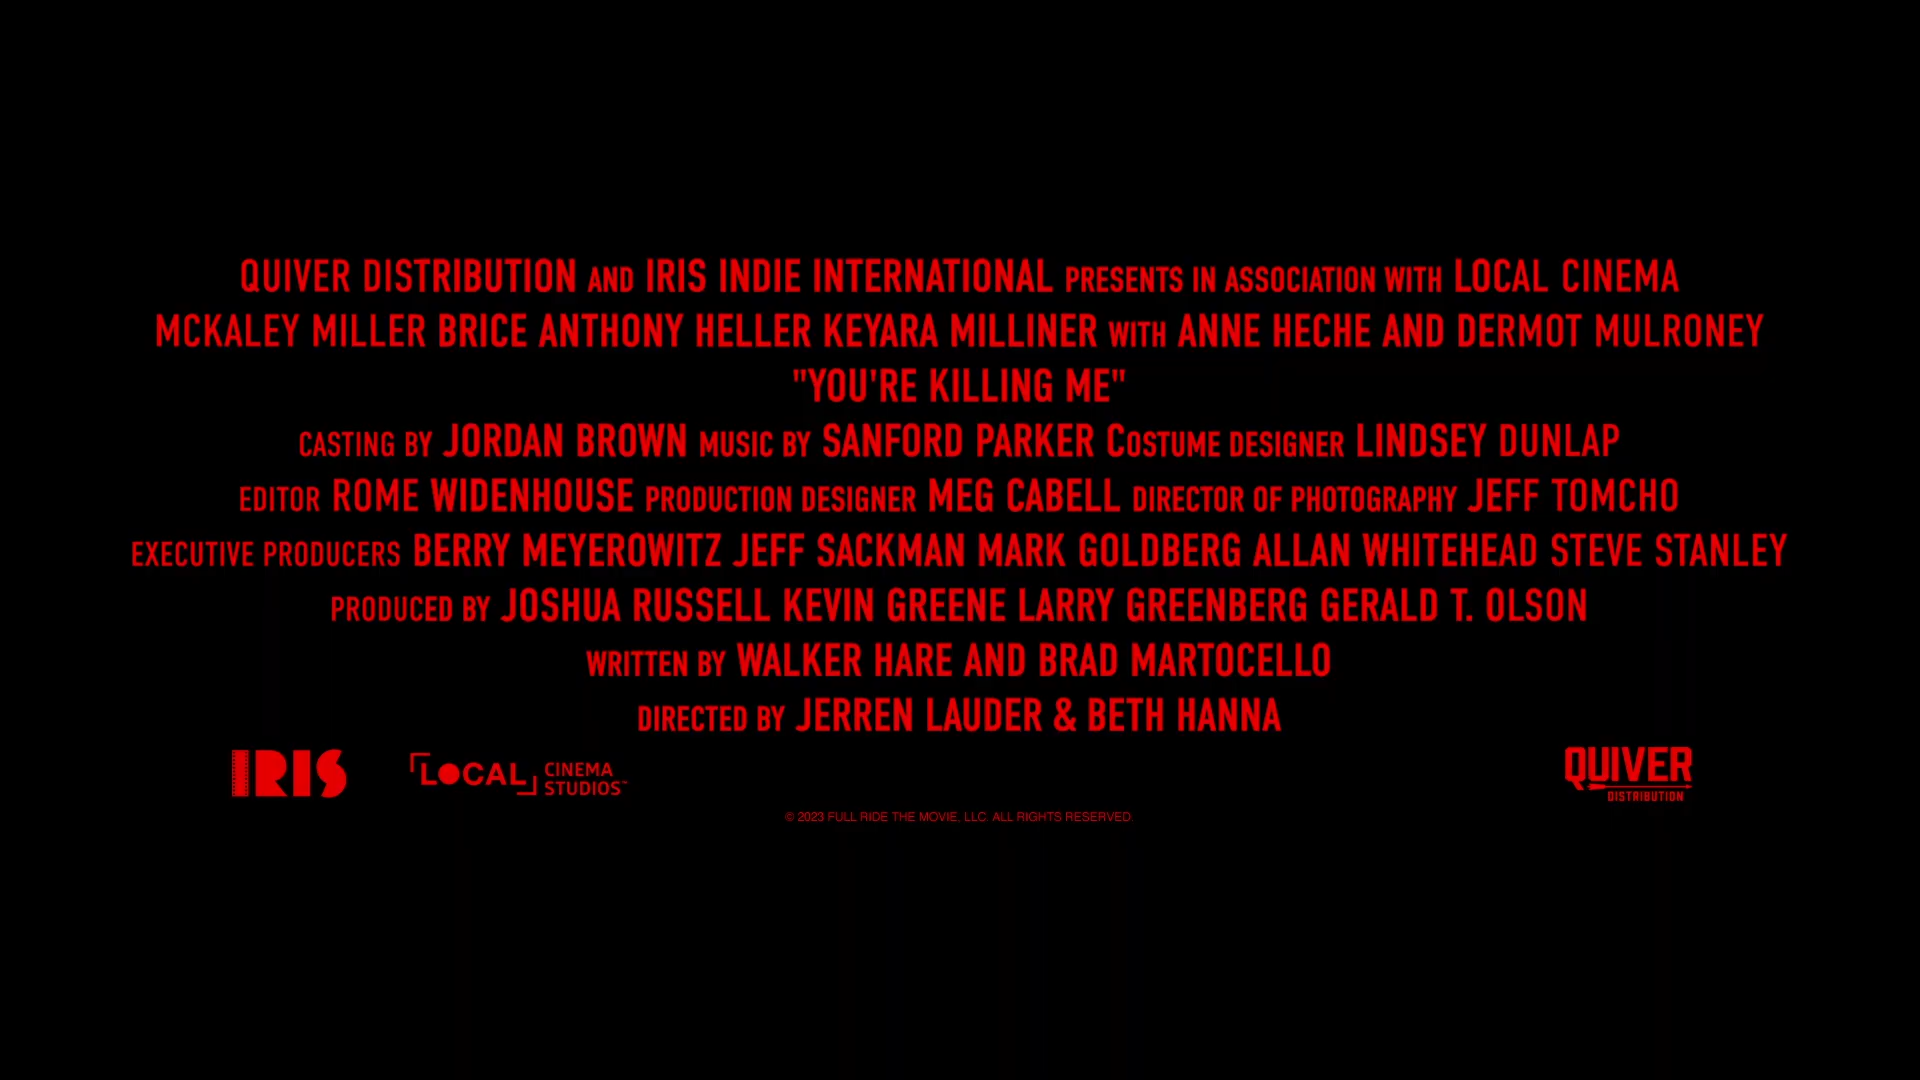 QUIVER DISTRIBUTION AND IRIS INDIE INTERNATIONAL PRESENTS IN ASSOCIATION WITH LOCAL CINEMA
MCKALEY MILLER BRICE ANTHONY HELLER KEYARA MILLINER WITH ANNE HECHE AND DERMOT MULRONEY
"YOU'RE KILLING ME"
CASTING BY JORDAN BROWN MUSIC BY SANFORD PARKER COSTUME DESIGNER LINDSEY DUNLAP
EDITOR ROME WIDENHOUSE PRODUCTION DESIGNER MEG CABELL DIRECTOR OF PHOTOGRAPHY JEFF TOMCHO
EXECUTIVE PRODUCERS BERRY MEYEROWITZ JEFF SACKMAN MARK GOLDBERG ALLAN WHITEHEAD STEVE STANLEY
PRODUCED BY JOSHUA RUSSELL KEVIN GREENE LARRY GREENBERG GERALD T. OLSON
WRITTEN BY WALKER HARE AND BRAD MARTOCELLO
DIRECTED BY JERREN LAUDER & BETH HANNA
IRIS
LOCAL CINEMA STUDIOS™
QUIVER
DISTRIBUTION
© 2023 FULL RIDE THE MOVIE, LLC. ALL RIGHTS RESERVED.